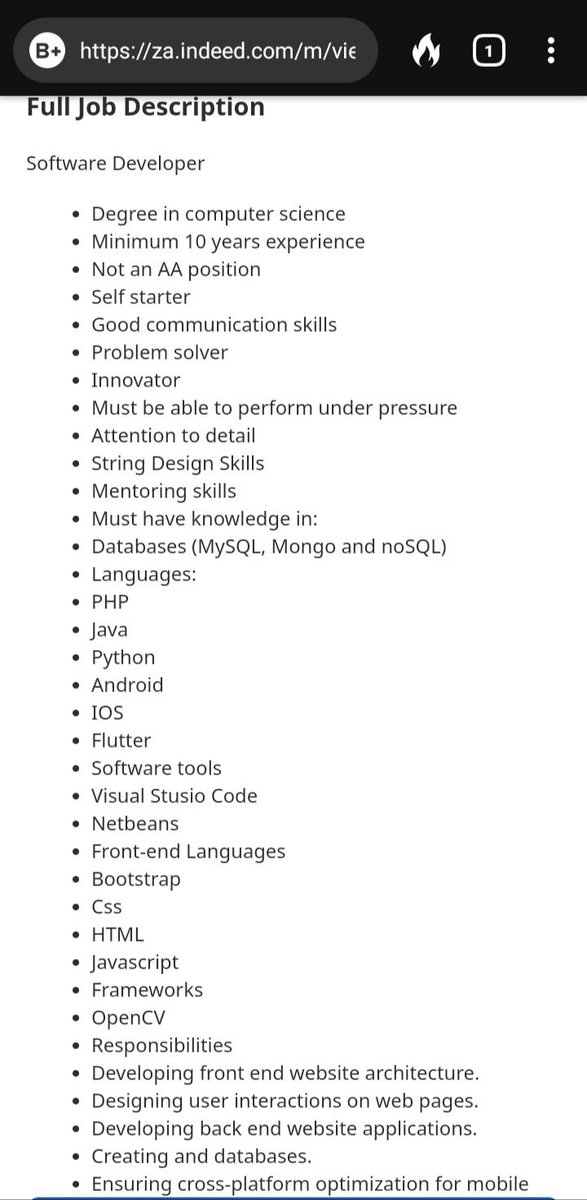 B+ https://za.indeed.com/m/vie 1
Full Job Description
Software Developer
• Degree in computer science
• Minimum 10 years experience
• Not an AA position
• Self starter
• Good communication skills
• Problem solver
• Innovator
• Must be able to perform under pressure
• Attention to detail
• String Design Skills
• Mentoring skills
• Must have knowledge in:
• Databases (MySQL, Mongo and noSQL)
• Languages:
• PHP
• Java
• Python
• Android
• IOS
• Flutter
• Software tools
• Visual Stusio Code
• Netbeans
• Front-end Languages
• Bootstrap
• Css
• HTML
• Javascript
• Frameworks
• OpenCV
• Responsibilities
• Developing front end website architecture.
• Designing user interactions on web pages.
• Developing back end website applications.
• Creating and databases.
• Ensuring cross-platform optimization for mobile